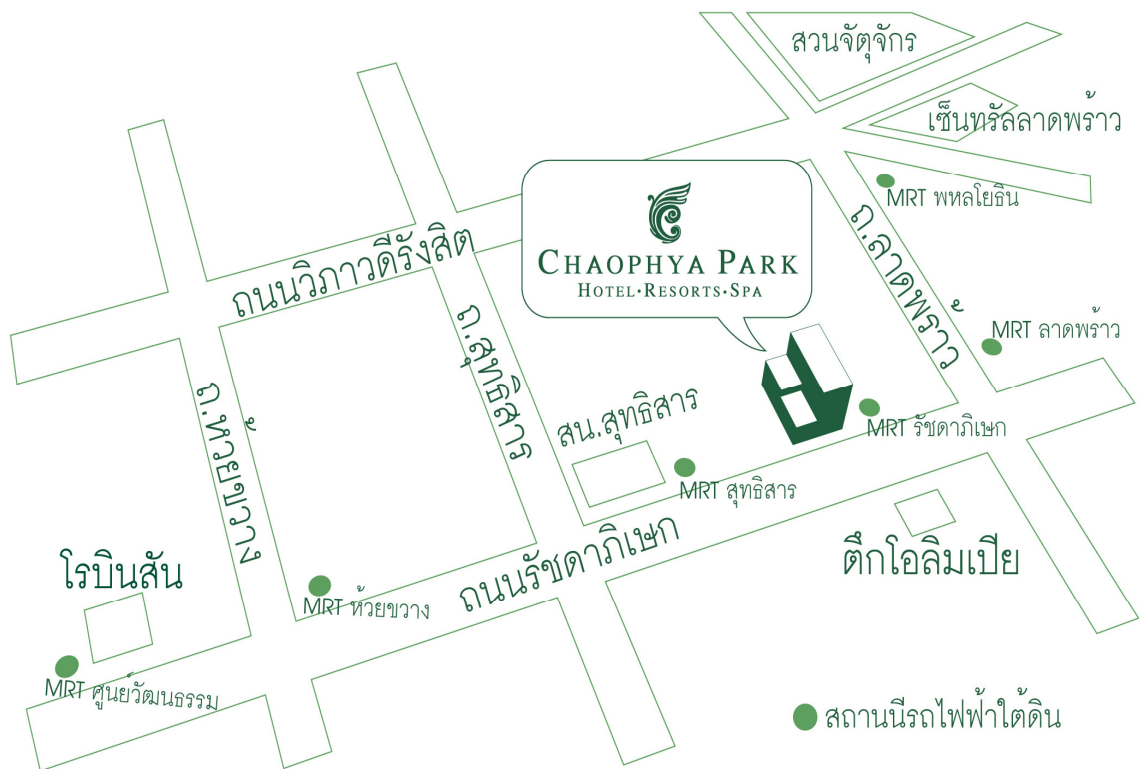 สวนจัตุจักร
เซ็นทรัลลาดพร้าว
MRT พหลโยธิน
CHAOPHYA PARK
HOTEL·RESORTS·SPA
ถนนวิภาวดีรังสิต
ถ.ลาดพร้าว
MRT ลาดพร้าว
ถ.สุทธิสาร
ถ.ห้วยขวาง
สน.สุทธิสาร
MRT รัชดาภิเษก
MRT สุทธิสาร
ถนนรัชดาภิเษก
ตึกโอลิมเปีย
โรบินสัน
MRT ห้วยขวาง
MRT ศูนย์วัฒนธรรม
สถานนีรถไฟฟ้าใต้ดิน